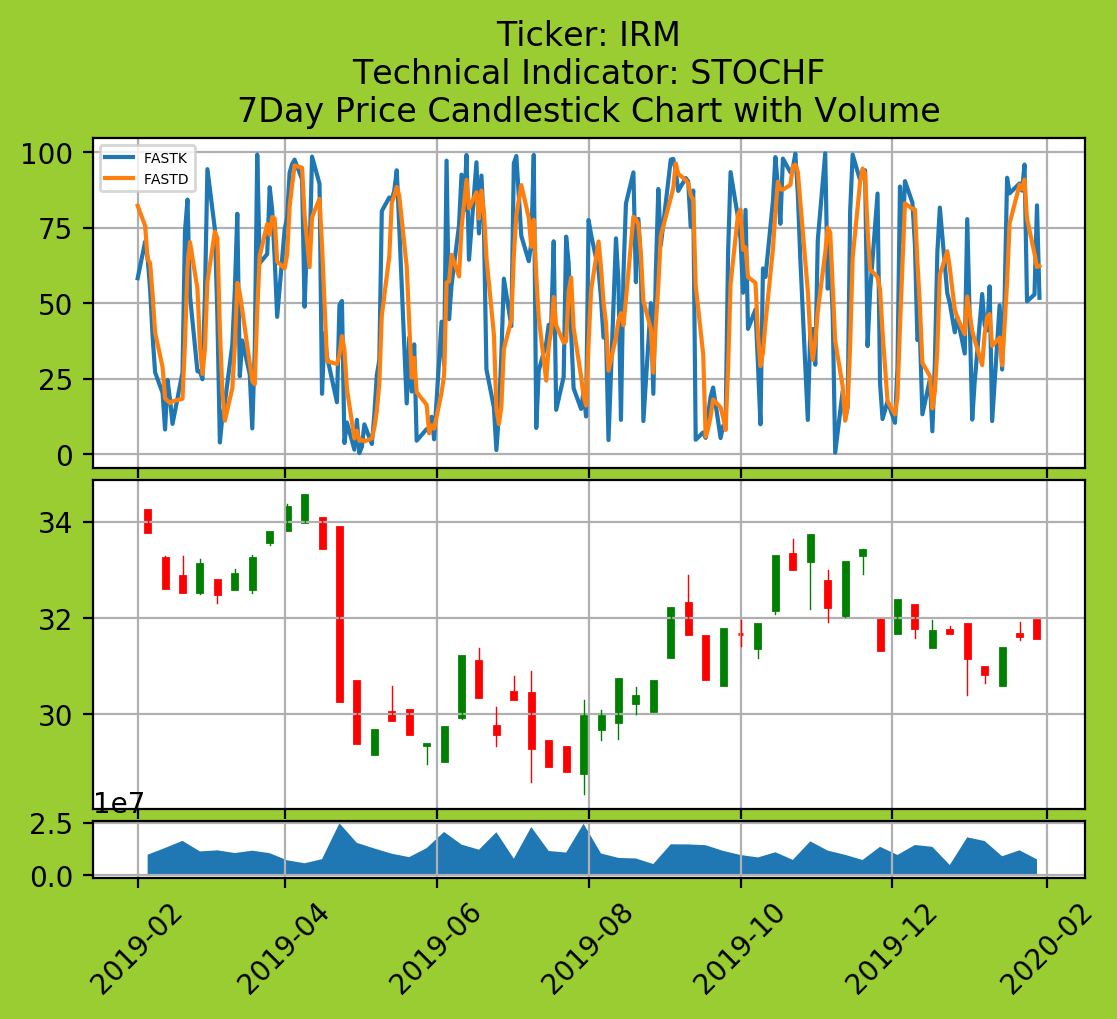 Ticker: IRM
Technical Indicator: STOCHF
7Day Price Candlestick Chart with Volume
100
75
50
25
0
FASTK
FASTD
34
32
30
1e7
2.5
0.0
2019-02
2019-04
2019-06
2019-08
2019-10
2019-12
2020-02